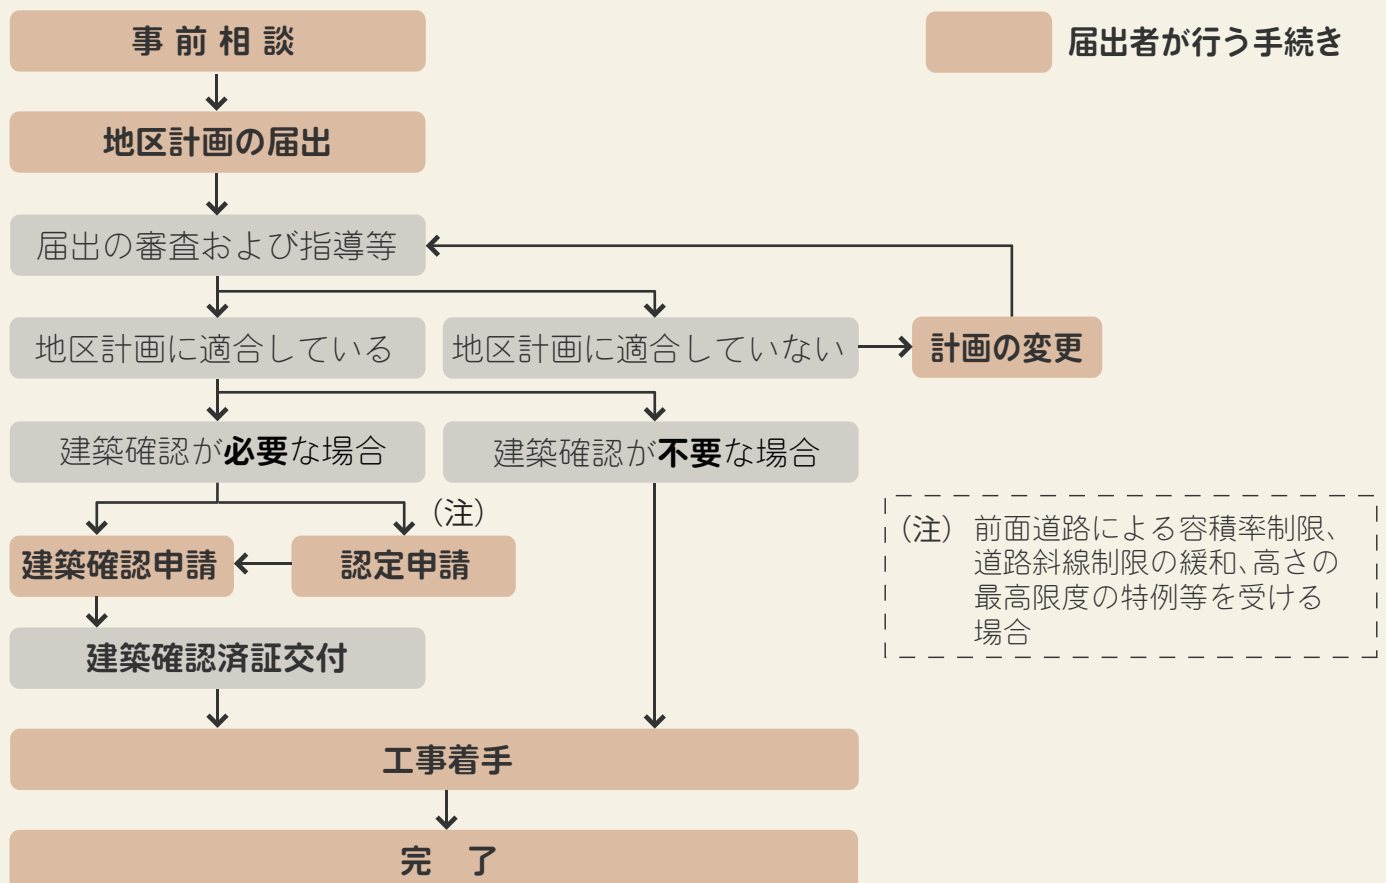 事前相談
届出者が行う手続き
地区計画の届出
届出の審査および指導等
地区計画に適合している
地区計画に適合していない
計画の変更
建築確認が必要な場合
建築確認が不要な場合
(注)
建築確認申請
認定申請
(注) 前面道路による容積率制限、
道路斜線制限の緩和、高さの
最高限度の特例等を受ける
場合
建築確認済証交付
工事着手
完 了